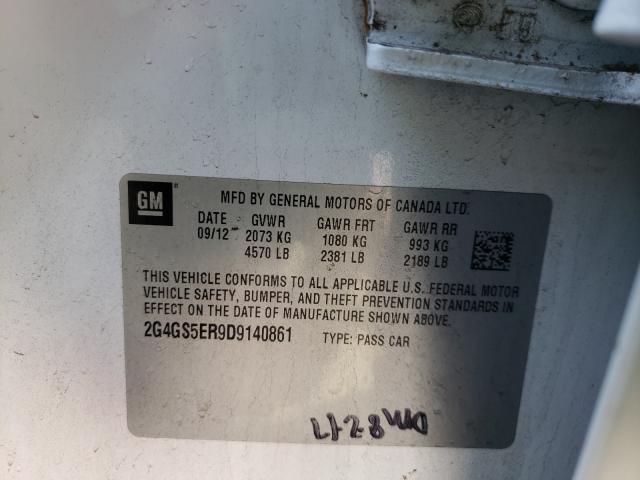 GM
MFD BY GENERAL MOTORS OF CANADA LTD.
DATE GVWR GAWR FRT GAWR RR
09/12 2073 KG 1080 KG 993 KG
4570 LB 2381 LB 2189 LB
THIS VEHICLE CONFORMS TO ALL APPLICABLE U.S. FEDERAL MOTOR
VEHICLE SAFETY, BUMPER, AND THEFT PREVENTION STANDARDS IN
EFFECT ON THE DATE OF MANUFACTURE SHOWN ABOVE.
2G4GS5ER9D9140861 TYPE: PASS CAR